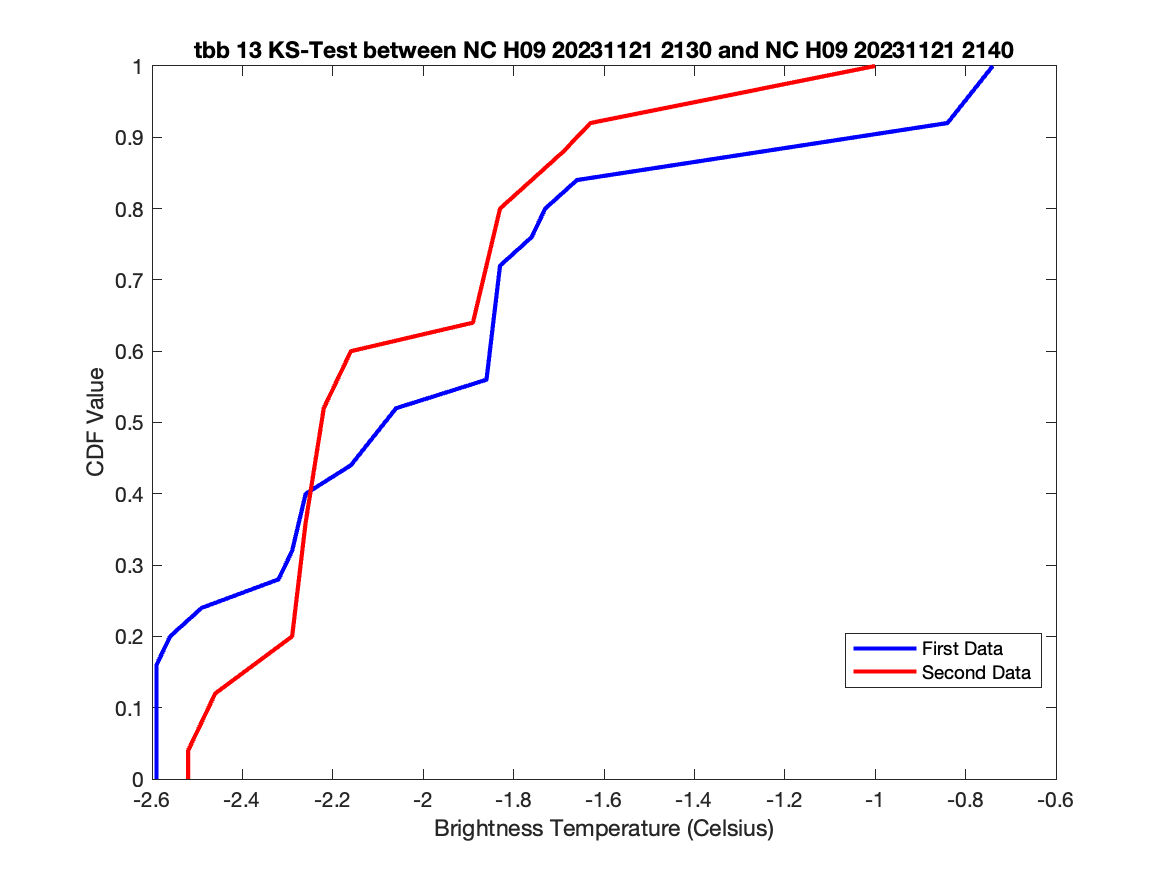 tbb 13 KS-Test between NC H09 20231121 2130 and NC H09 20231121 2140
1
0.9
0.8
0.7
0.6
0.5
0.4
0.3
0.2
0.1
0
CDF Value
First Data
Second Data
-2.6 -2.4 -2.2 -2 -1.8 -1.6 -1.4 -1.2 -1 -0.8 -0.6
Brightness Temperature (Celsius)